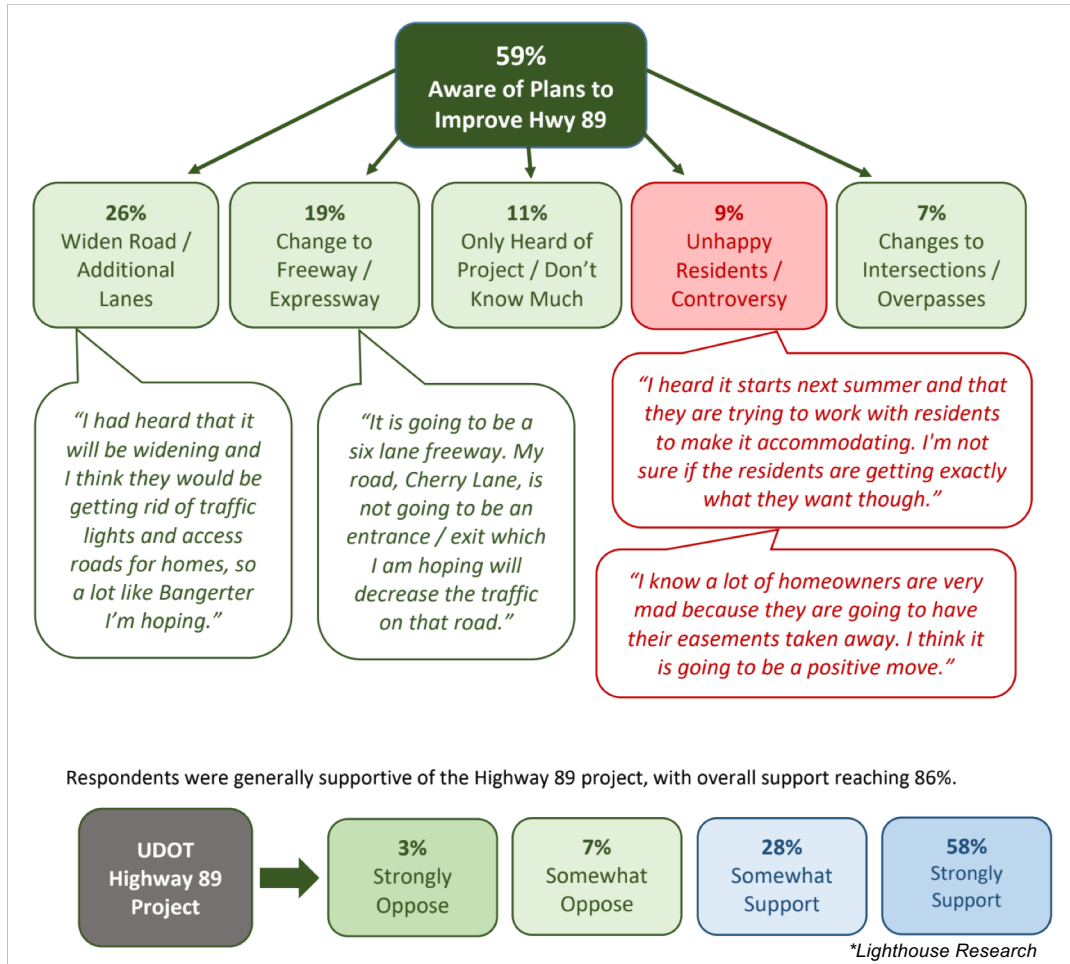 59%
Aware of Plans to
Improve Hwy 89
26%
Widen Road /
Additional
Lanes
19%
Change to
Freeway /
Expressway
11%
Only Heard of
Project / Don’t
Know Much
9%
Unhappy
Residents /
Controversy
7%
Changes to
Intersections /
Overpasses
“I had heard that it
will be widening and
I think they would be
getting rid of traffic
lights and access
roads for homes, so
a lot like Bangerter
I’m hoping.”
“It is going to be a
six lane freeway. My
road, Cherry Lane, is
not going to be an
entrance / exit which
I am hoping will
decrease the traffic
on that road.”
“I heard it starts next summer and that
they are trying to work with residents
to make it accommodating. I'm not
sure if the residents are getting exactly
what they want though.”
“I know a lot of homeowners are very
mad because they are going to have
their easements taken away. I think it
is going to be a positive move.”
Respondents were generally supportive of the Highway 89 project, with overall support reaching 86%.
UDOT
Highway 89
Project
3%
Strongly
Oppose
7%
Somewhat
Oppose
28%
Somewhat
Support
58%
Strongly
Support
*Lighthouse Research